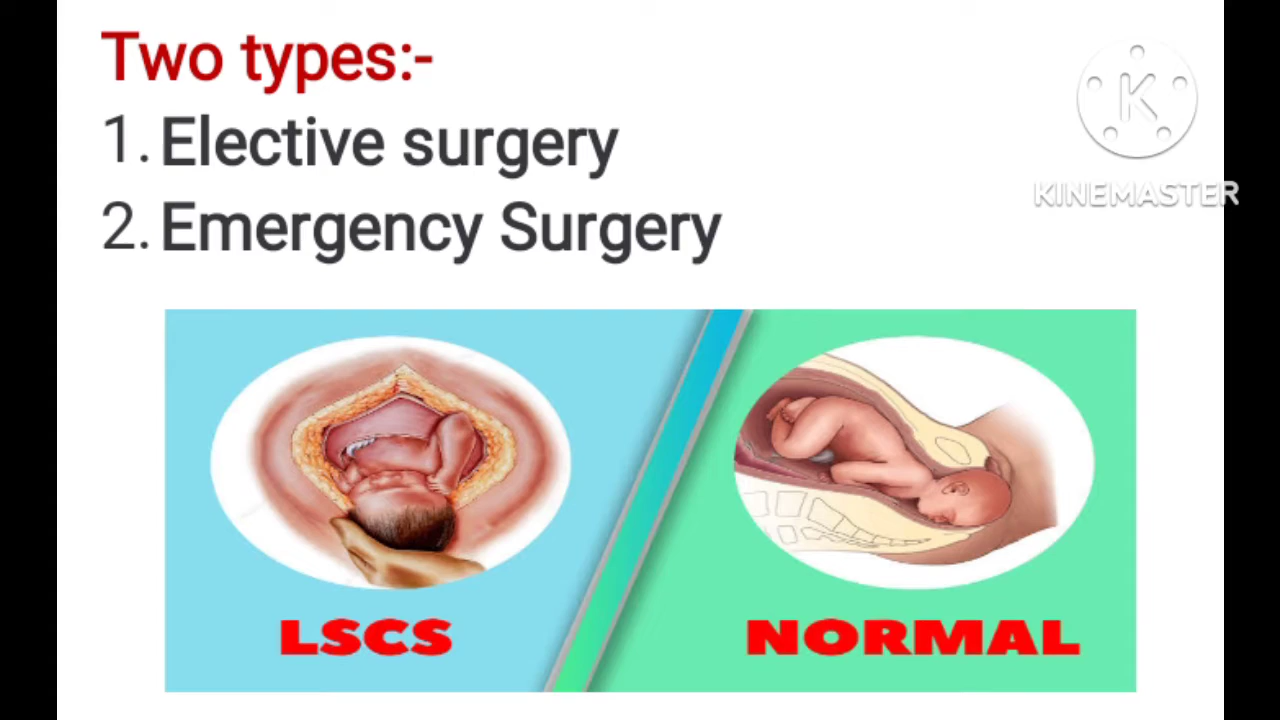 Two types:-
1. Elective surgery
2. Emergency Surgery
K
KINEMASTER
LSCS
NORMAL